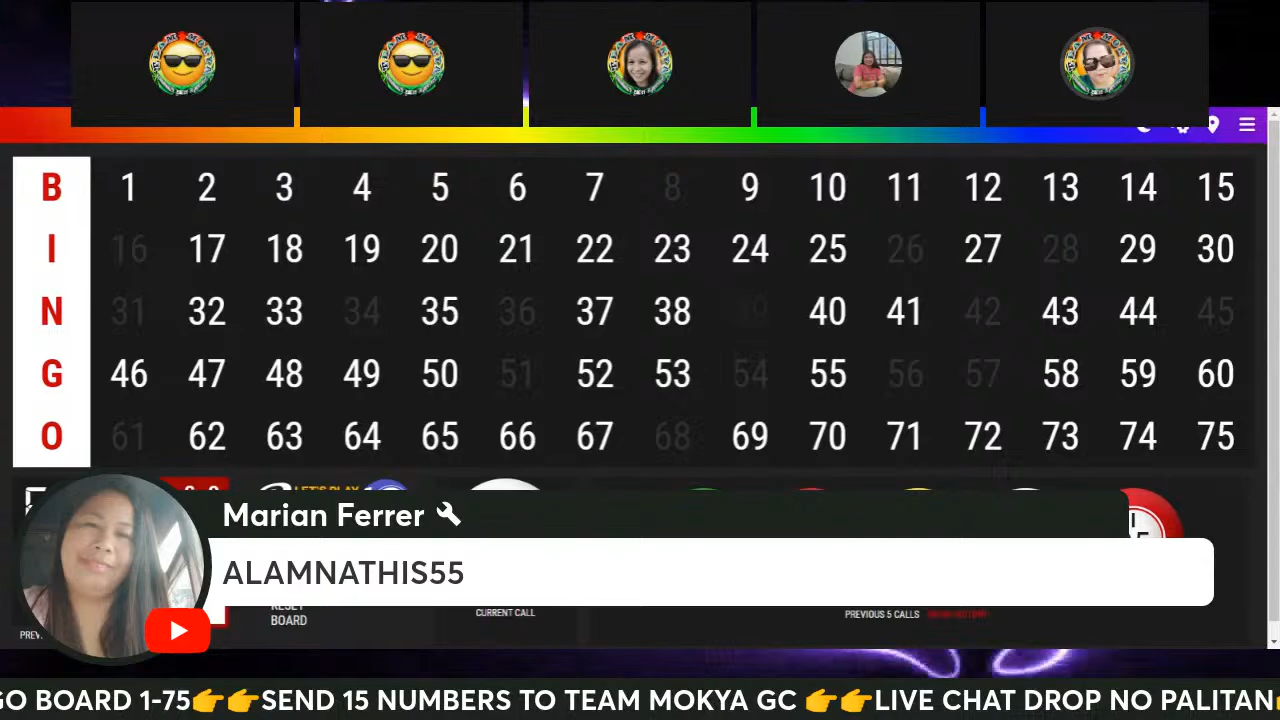 B 1 2 3 4 5 6 7 8 9 10 11 12 13 14 15
I 16 17 18 19 20 21 22 23 24 25 26 27 28 29 30
N 31 32 33 34 35 36 37 38 39 40 41 42 43 44 45
G 46 47 48 49 50 51 52 53 54 55 56 57 58 59 60
O 61 62 63 64 65 66 67 68 69 70 71 72 73 74 75
LET'S PLAY
Marian Ferrer
ALAMNATHIS55
RESET
BOARD
CURRENT CALL
PREVIOUS 5 CALLS
GO BOARD 1-75👉👉SEND 15 NUMBERS TO TEAM MOKYA GC 👉👉LIVE CHAT DROP NO PALITAN